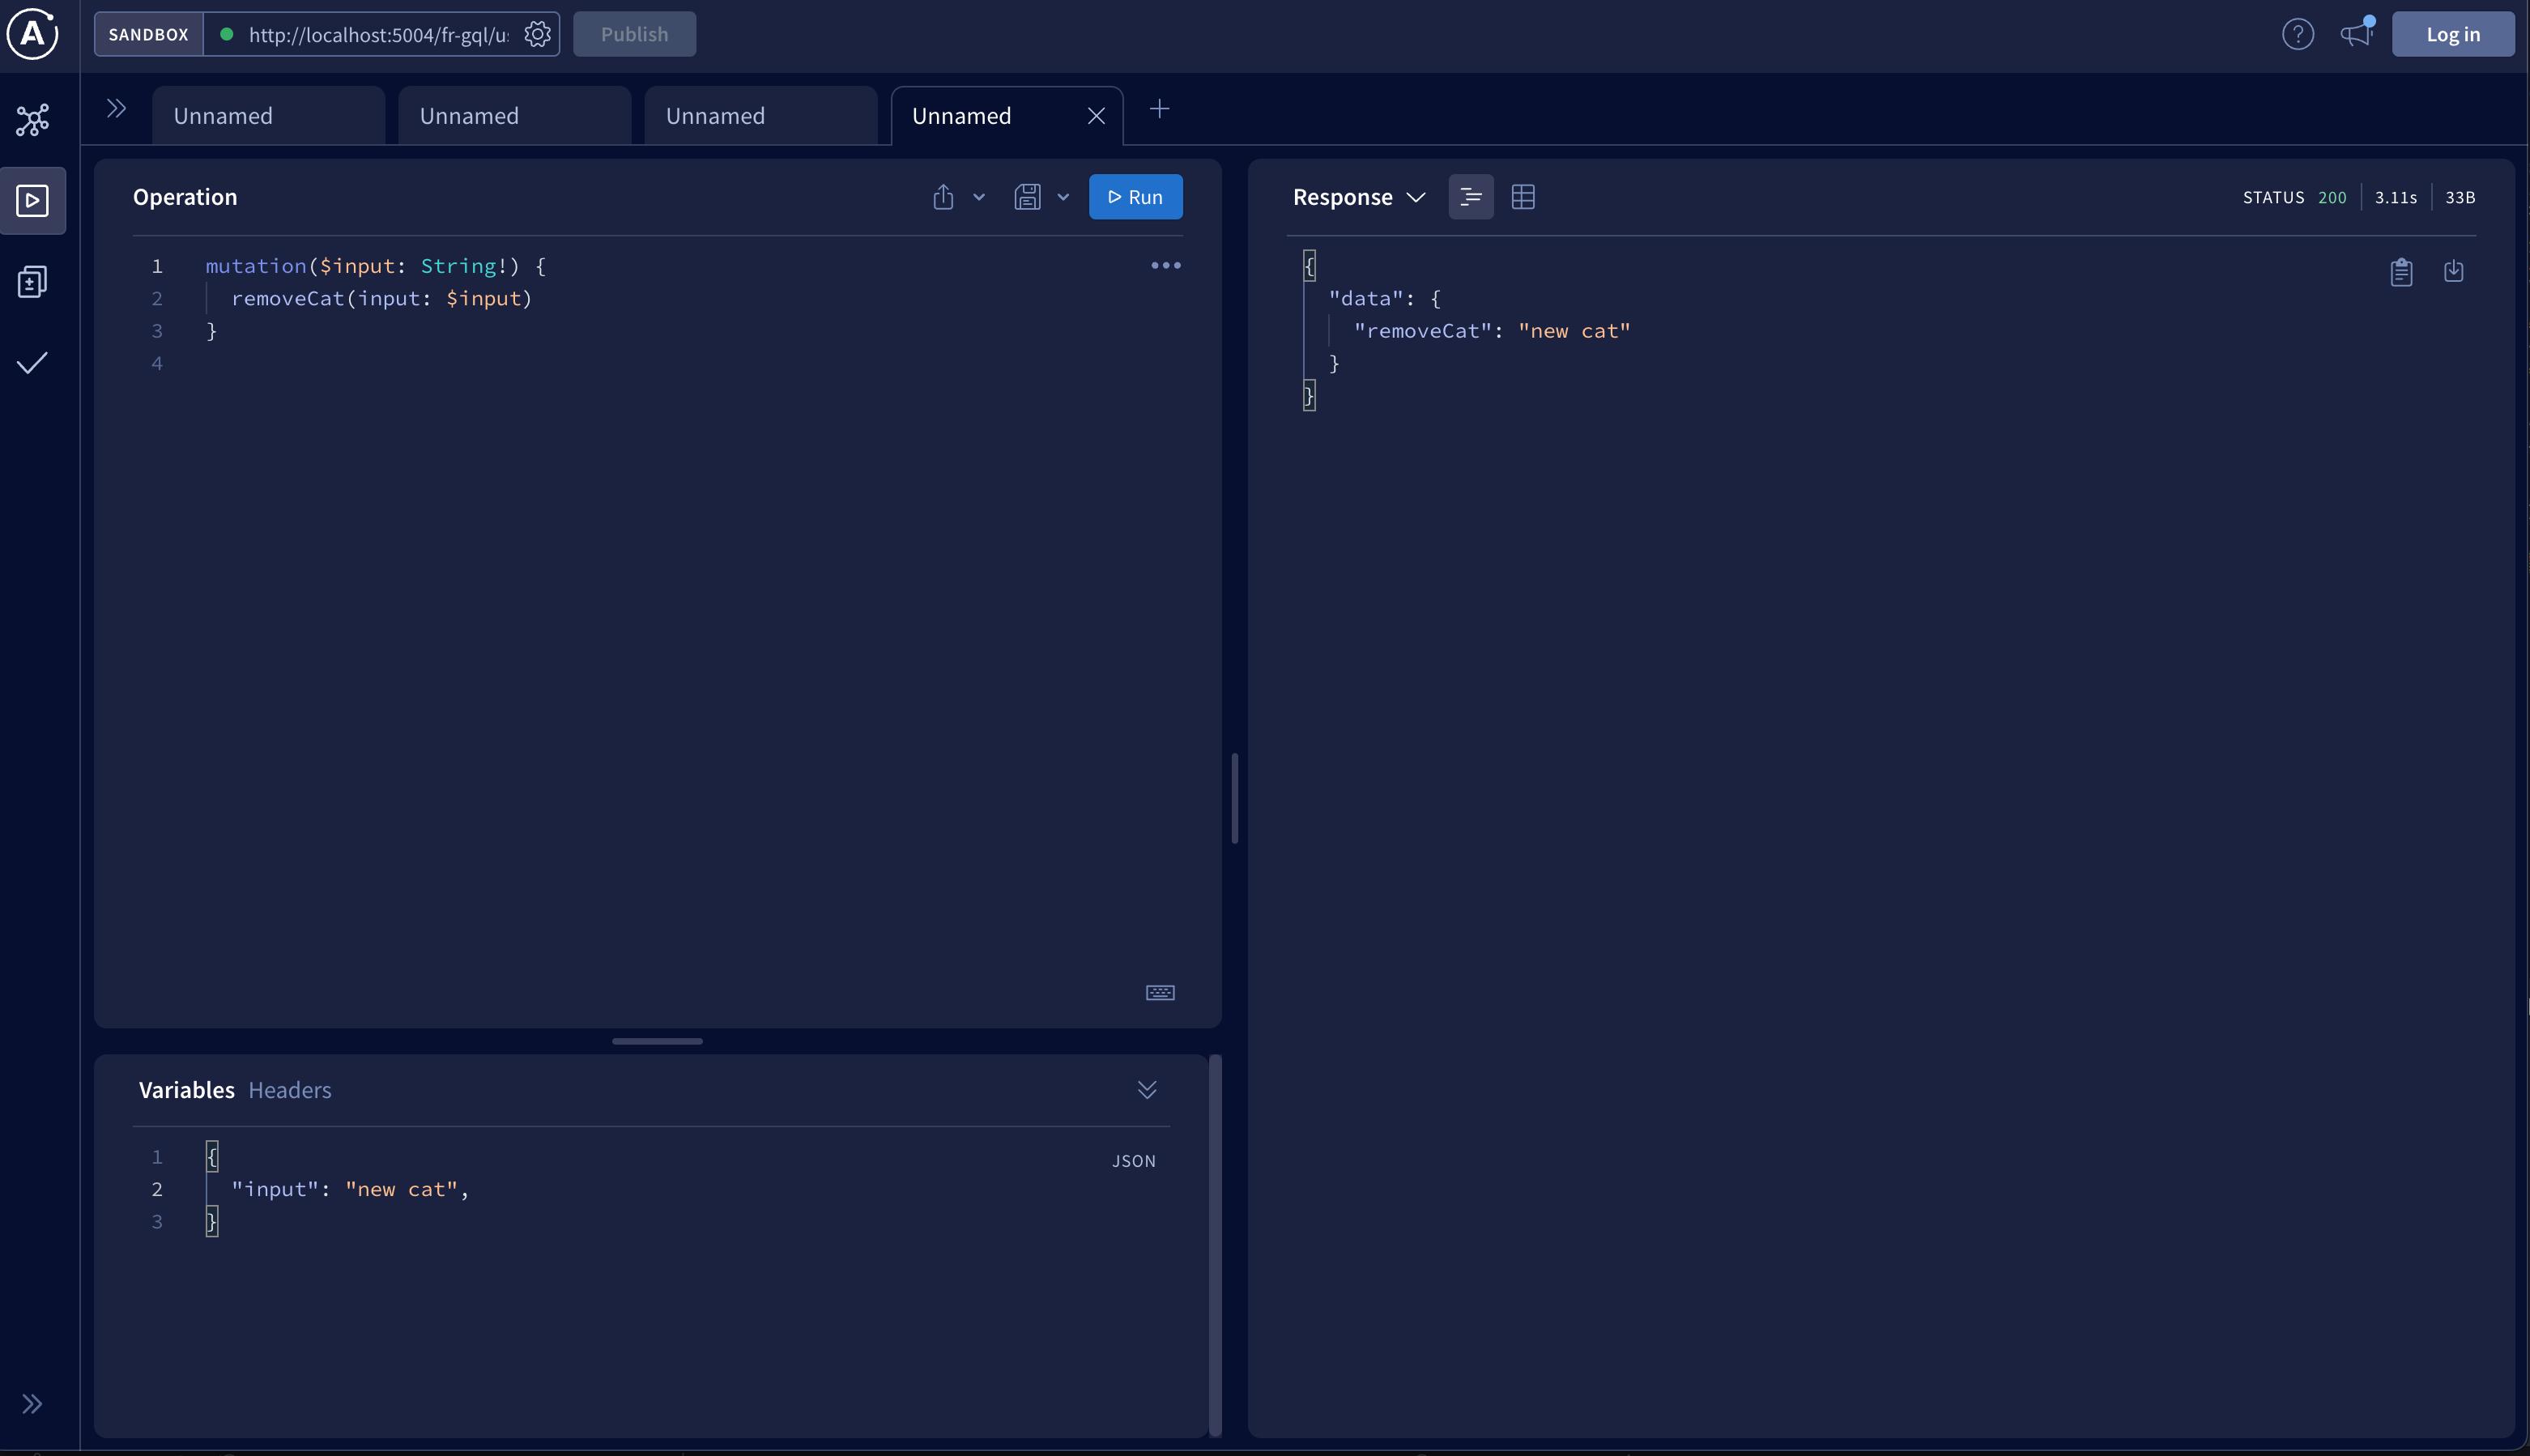 A SANDBOX http://localhost:5004/fr-gql/u Publish ? Log in
Unnamed Unnamed Unnamed Unnamed
Operation Run
1 mutation($input: String!) {
2 removeCat(input: $input)
3 }
4
Response STATUS 200 3.11s 33B
{
"data": {
"removeCat": "new cat"
}
}
Variables Headers
JSON
1 {
2 "input": "new cat",
3 }